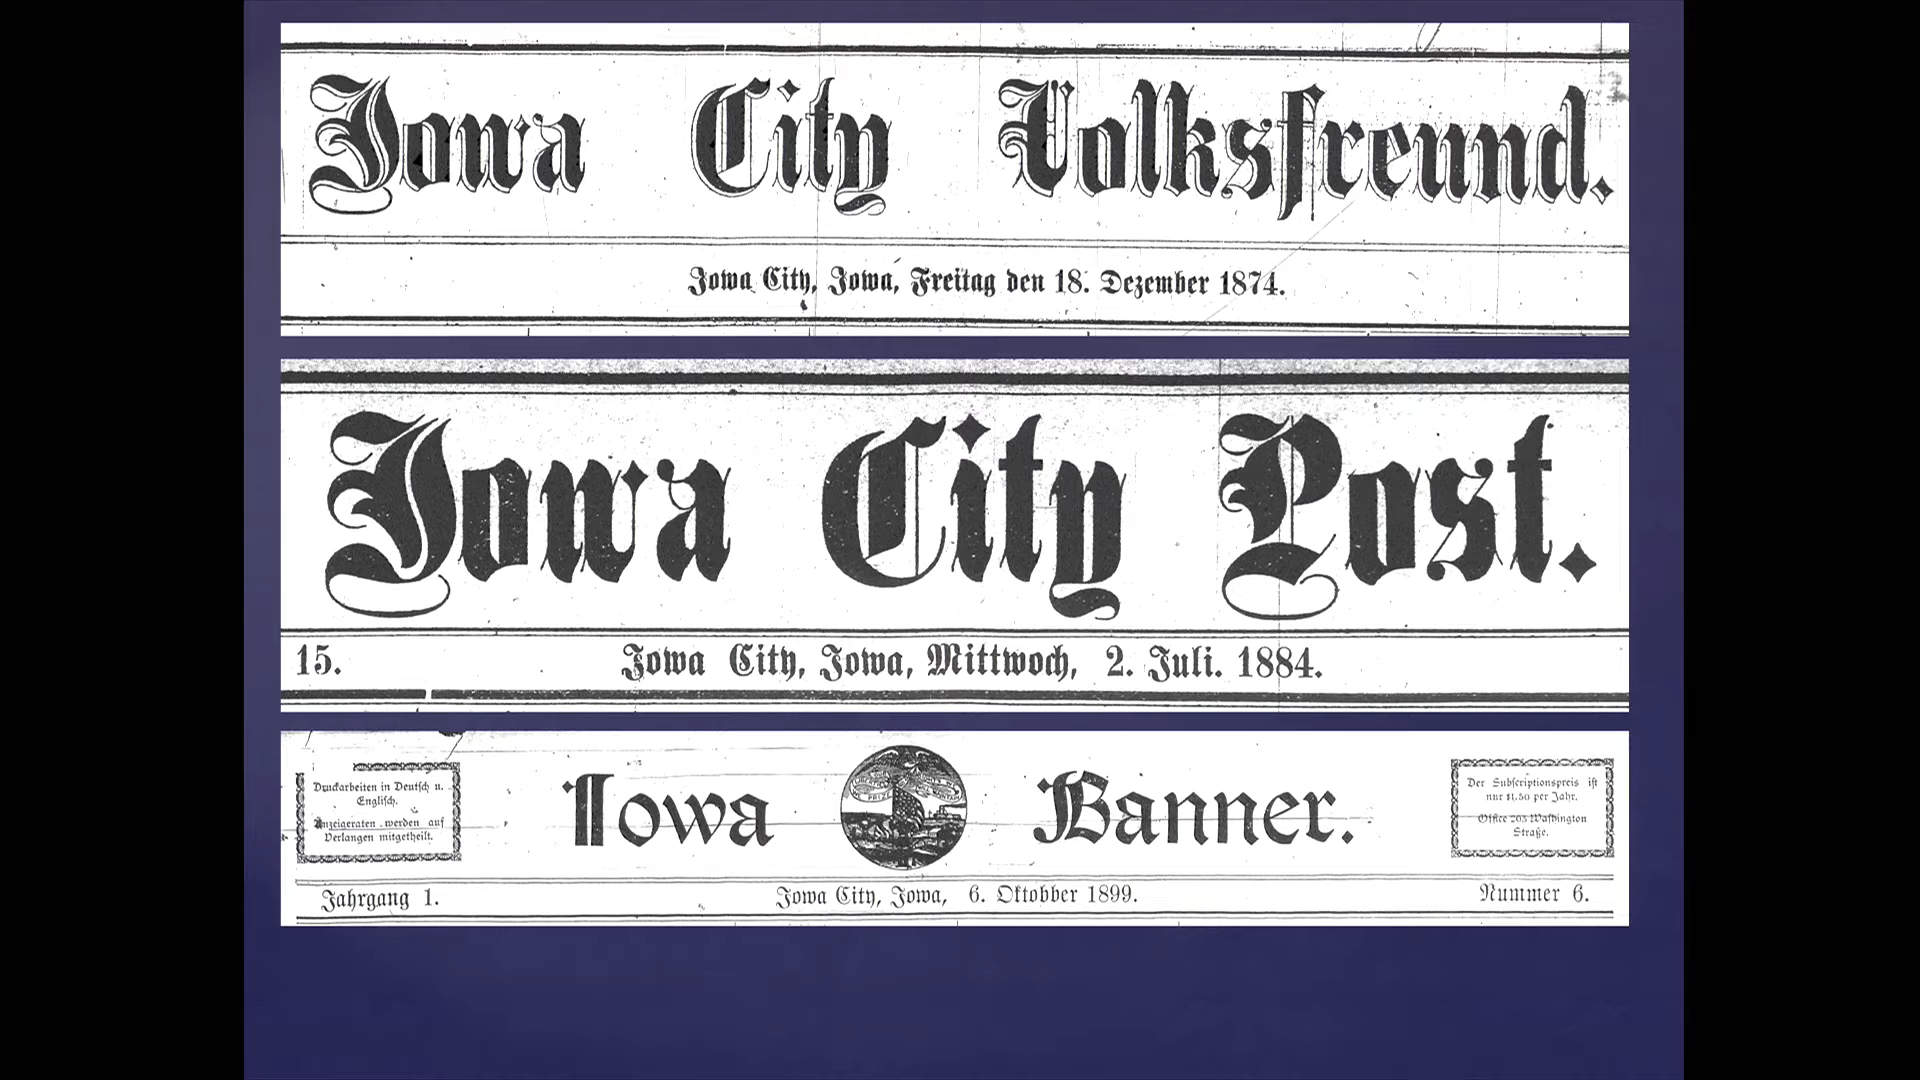 Iowa City Volksfreund.
Iowa City, Iowa, Freitag den 18. Dezember 1874.
Iowa City Post.
15. Iowa City, Iowa, Mittwoch, 2. Juli. 1884.
Druckarbeiten in Deutsch u.
Englisch.
Anzeigeraten werden auf
Verlangen mitgetheilt.
Iowa Banner.
Der Subscriptionspreis ist
nur $1.50 per Jahr.
Office 203 Washington
Straße.
Jahrgang 1. Iowa City, Iowa, 6. Oktobber 1899. Nummer 6.